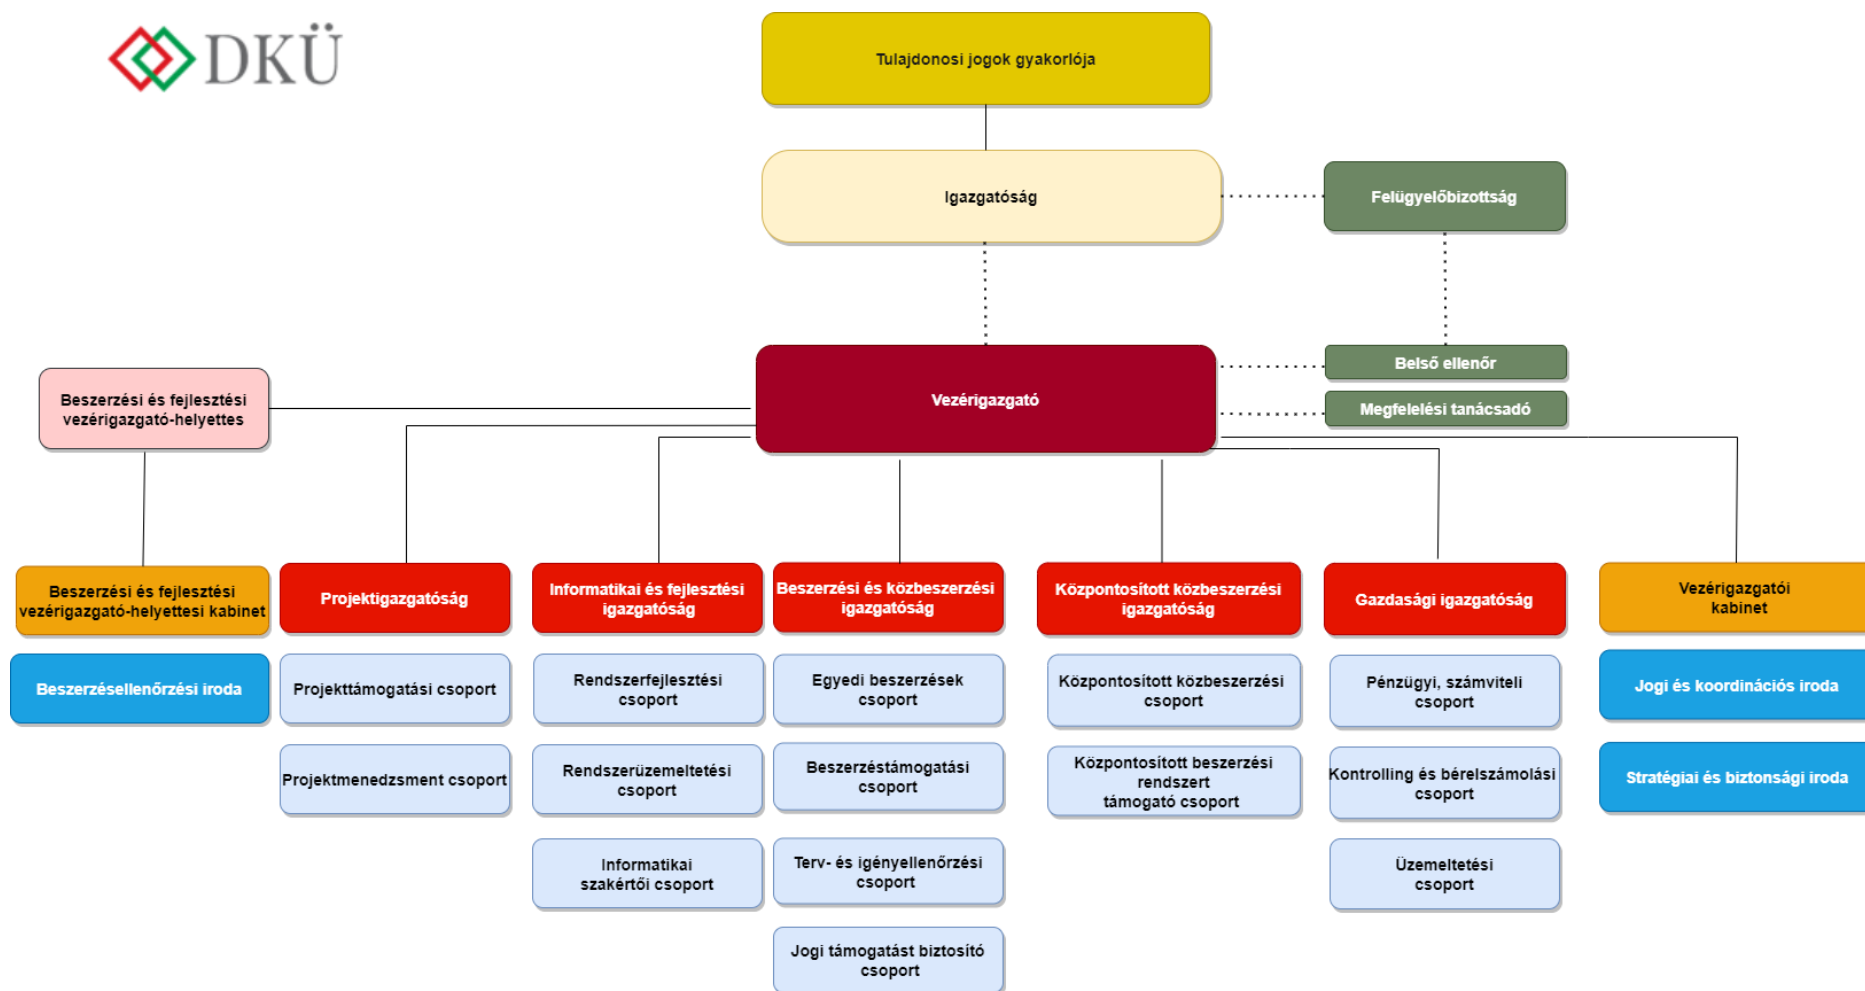 DKÜ
Tulajdonosi jogok gyakorlója
Igazgatóság
Felügyelőbizottság
Vezérigazgató
Belső ellenőr
Megfelelési tanácsadó
Beszerzési és fejlesztési
vezérigazgató-helyettes
Beszerzési és fejlesztési
vezérigazgató-helyettesi kabinet
Projektigazgatóság
Informatikai és fejlesztési
igazgatóság
Beszerzési és közbeszerzési
igazgatóság
Központosított közbeszerzési
igazgatóság
Gazdasági igazgatóság
Vezérigazgatói
kabinet
Beszerzésellenőrzési iroda
Projekttámogatási csoport
Rendszerfejlesztési
csoport
Egyedi beszerzések
csoport
Központosított közbeszerzési
csoport
Pénzügyi, számviteli
csoport
Jogi és koordinációs iroda
Projektmenedzsment csoport
Rendszerüzemeltetési
csoport
Beszerzéstámogatási
csoport
Központosított beszerzési
rendszert
támogató csoport
Kontrolling és bérelszámolási
csoport
Stratégiai és biztonsági iroda
Informatikai
szakértői csoport
Terv- és igényellenőrzési
csoport
Üzemeltetési
csoport
Jogi támogatást biztosító
csoport